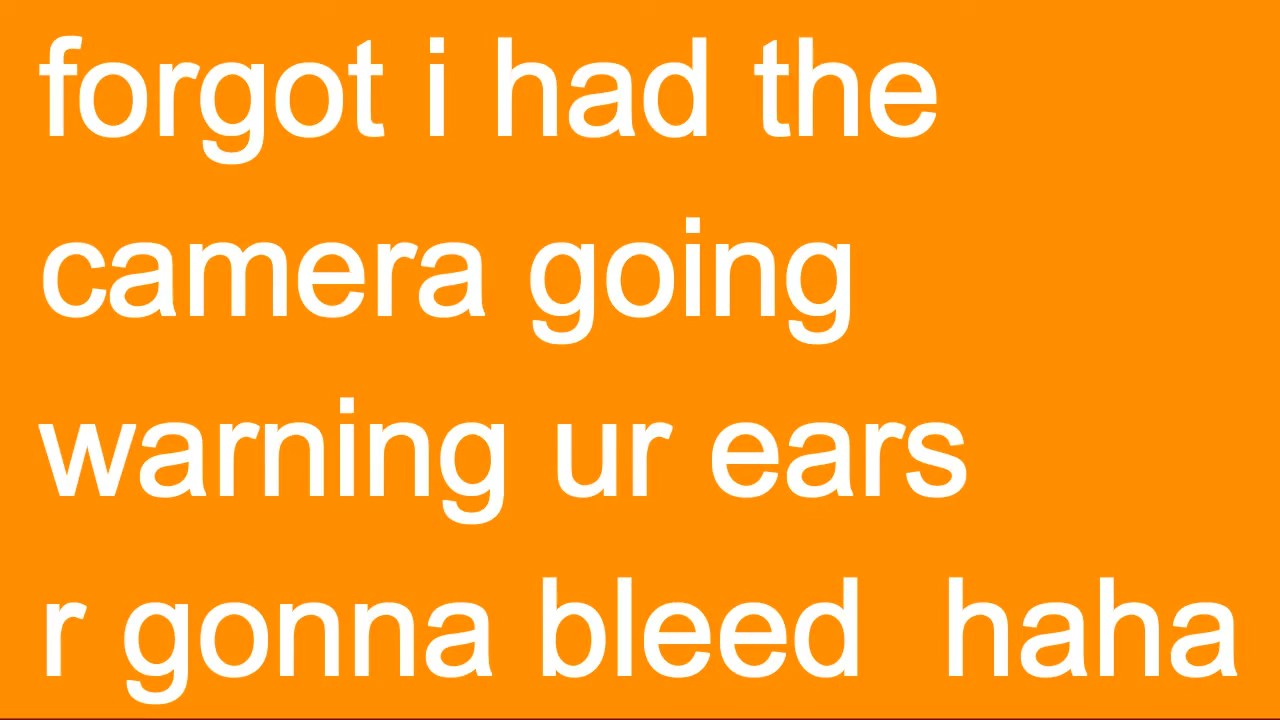 forgot i had the
camera going
warning ur ears
r gonna bleed  haha